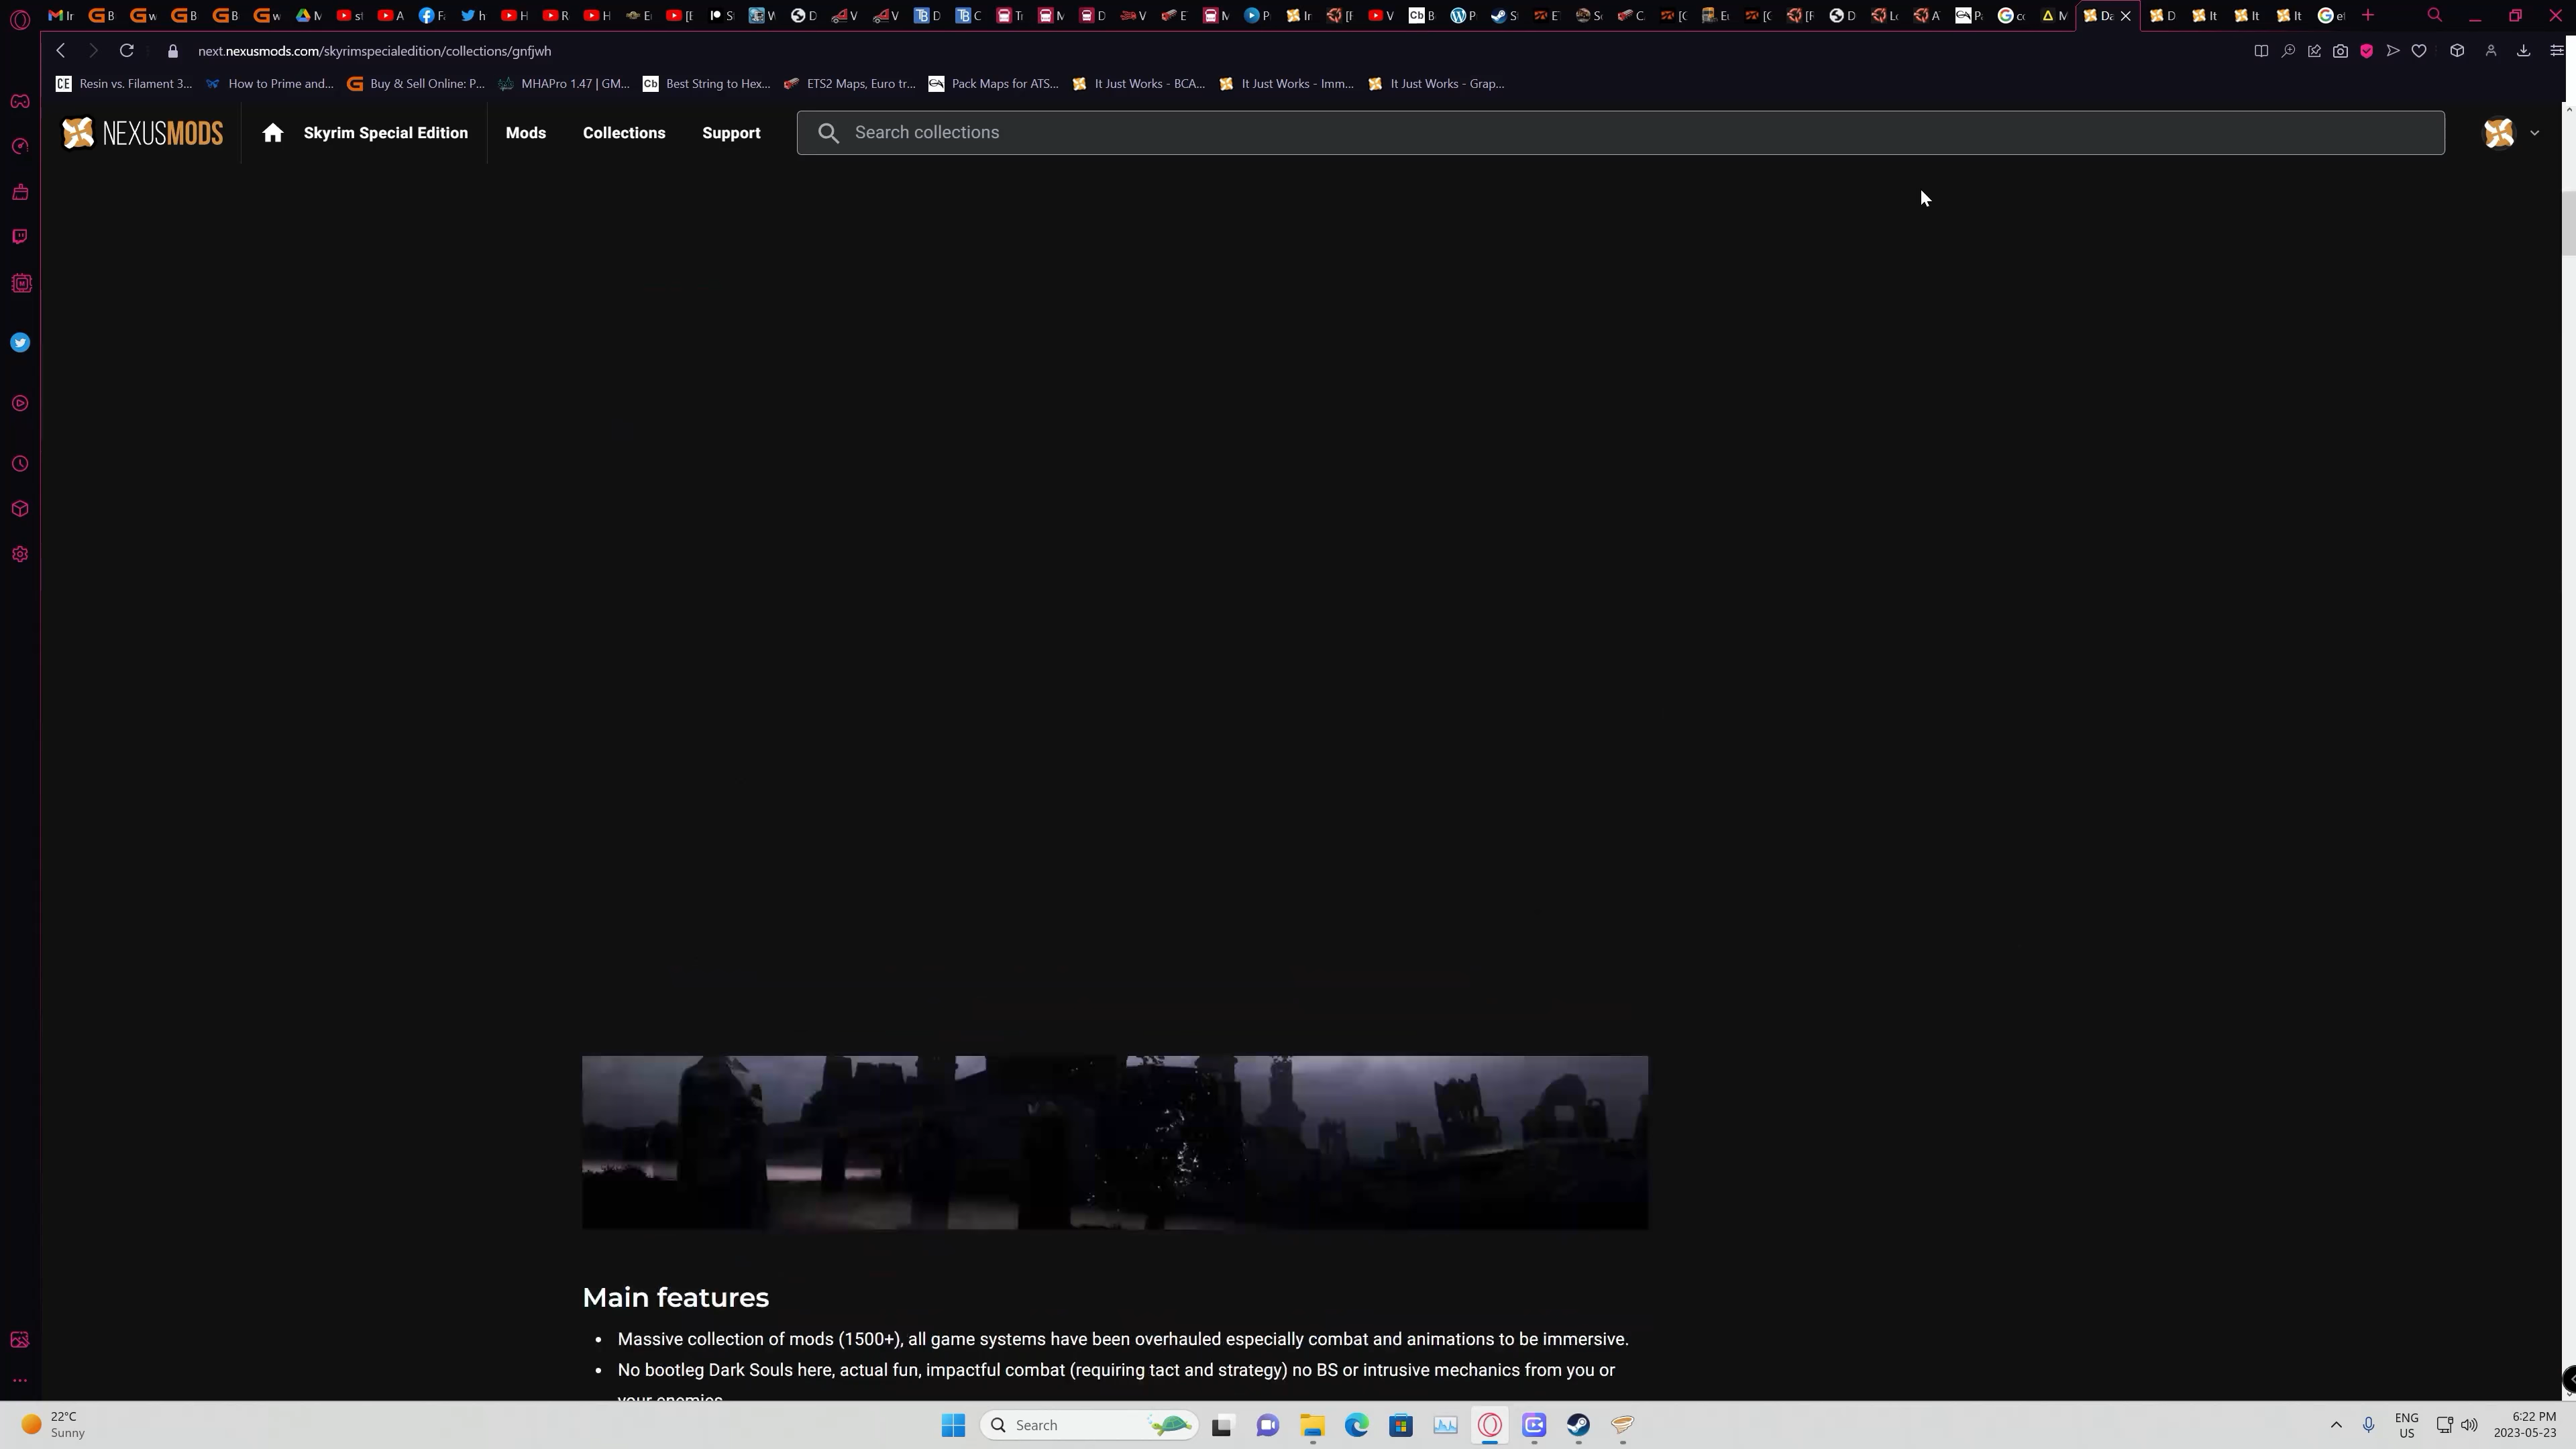 next.nexusmods.com/skyrimspecialedition/collections/gnfjwh
Resin vs. Filament 3... How to Prime and... Buy & Sell Online: P... MHAPro 1.47 | GM... Best String to Hex... ETS2 Maps, Euro tr... Pack Maps for ATS... It Just Works - BCA... It Just Works - Imm... It Just Works - Grap...
NEXUSMODS Skyrim Special Edition Mods Collections Support Search collections
Main features
• Massive collection of mods (1500+), all game systems have been overhauled especially combat and animations to be immersive.
• No bootleg Dark Souls here, actual fun, impactful combat (requiring tact and strategy) no BS or intrusive mechanics from you or
your enemies
22°C
Sunny
Search
ENG
US
6:22 PM
2023-05-23